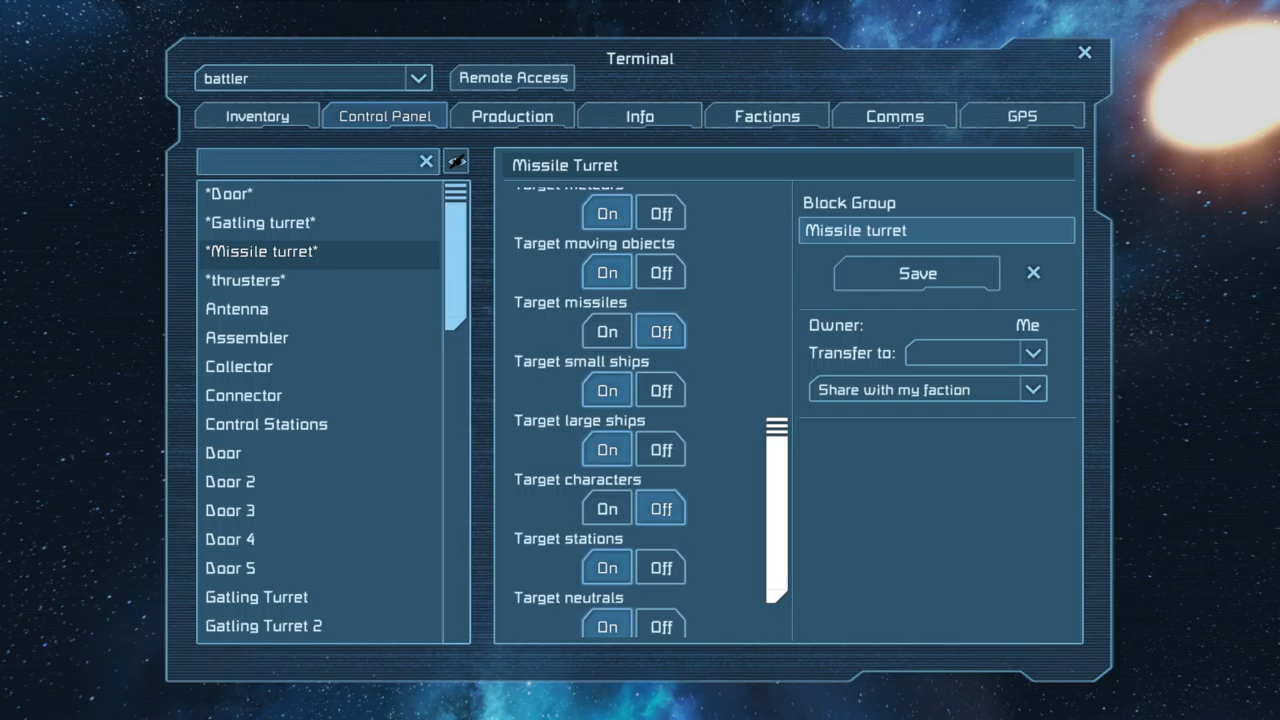 Terminal
battler
Remote Access
Inventory
Control Panel
Production
Info
Factions
Comms
GPS
*Door*
*Gatling turret*
*Missile turret*
*thrusters*
Antenna
Assembler
Collector
Connector
Control Stations
Door
Door 2
Door 3
Door 4
Door 5
Gatling Turret
Gatling Turret 2
Missile Turret
Target meteors
On Off
Target moving objects
On Off
Target missiles
On Off
Target small ships
On Off
Target large ships
On Off
Target characters
On Off
Target stations
On Off
Target neutrals
On Off
Block Group
Missile turret
Save
Owner: Me
Transfer to:
Share with my faction